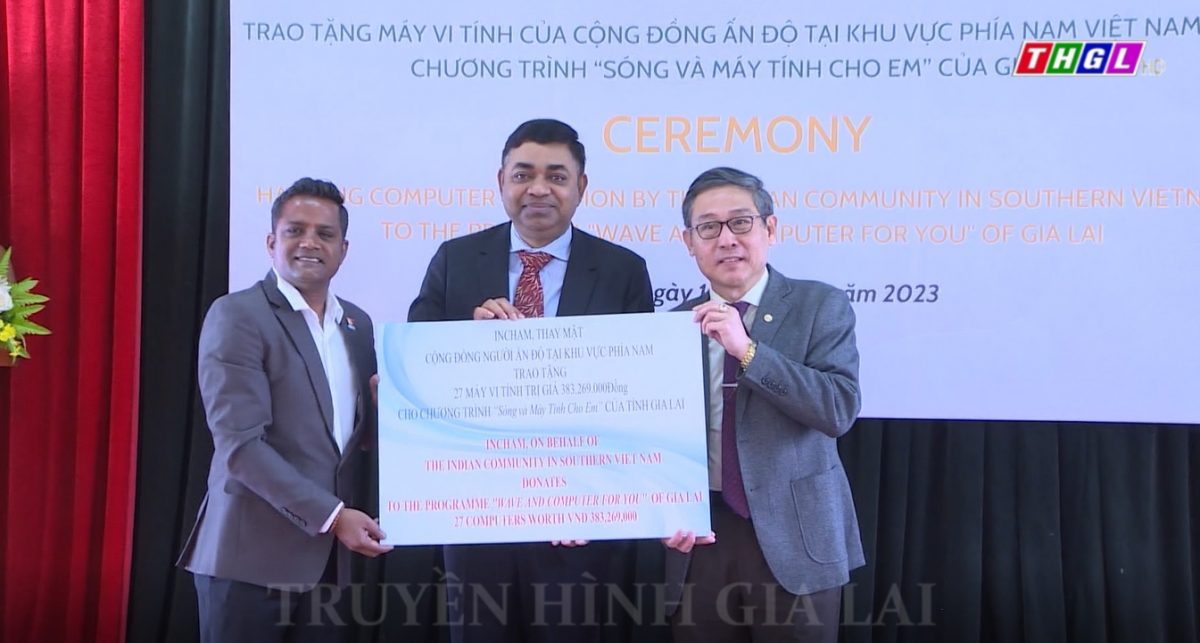 TRAO TẶNG MÁY VI TÍNH CỦA CỘNG ĐỒNG ẤN ĐỘ TẠI KHU VỰC PHÍA NAM VIỆT NAM
CHƯƠNG TRÌNH “SÓNG VÀ MÁY TÍNH CHO EM” CỦA
THGL
CEREMONY
COMPUTER BY COMMUNITY IN SOUTHERN
TO THE "WAVE FOR YOU" OF GIA LAI
2023
INCHAM, THAY MẶT
CỘNG ĐỒNG NGƯỜI ẤN ĐỘ TẠI KHU VỰC PHÍA NAM
TRAO TẶNG
27 MÁY VI TÍNH TRỊ GIÁ 383.269.000Đồng
CHO CHƯƠNG TRÌNH “Sóng và Máy Tính Cho Em” CỦA TỈNH GIA LAI
INCHAM, ON BEHALF OF
THE INDIAN COMMUNITY IN SOUTHERN VIET NAM
DONATES
TO THE PROGRAMME "WAVE AND COMPUTER FOR YOU" OF GIA LAI
27 COMPUTERS WORTH VND 383,269,000
TRUYỀN HÌNH GIA LAI